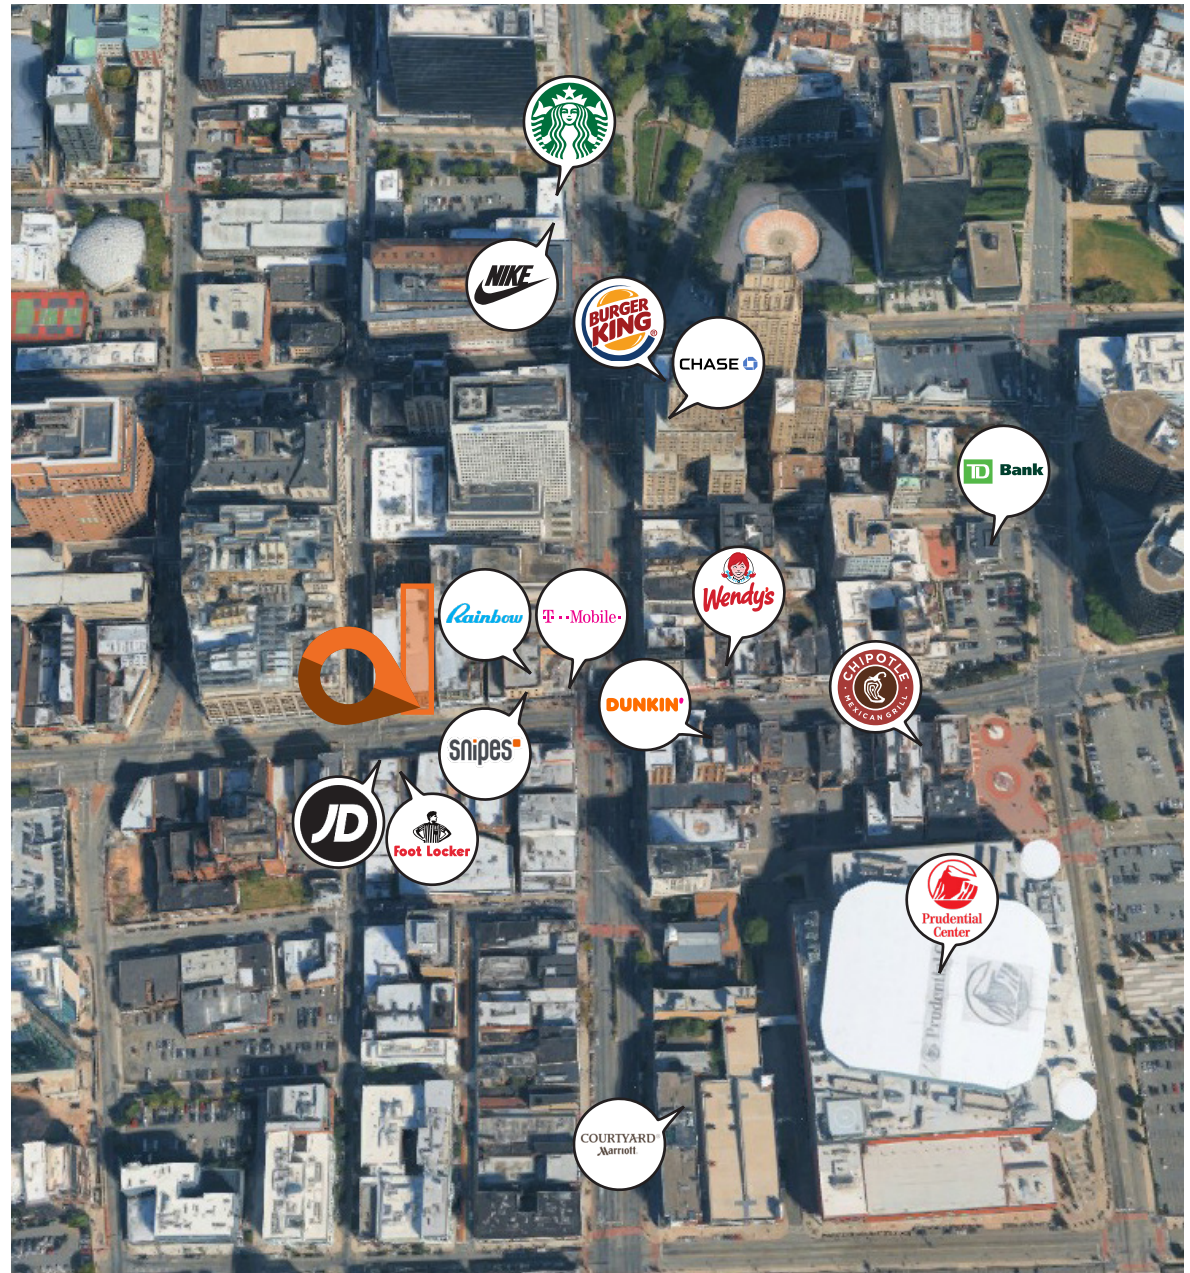 NIKE
BURGER
KING
®
CHASE
TD Bank
Rainbow
T··Mobile·
Wendy's
CHIPOTLE
MEXICAN GRILL
DUNKIN'
snipes
JD
Foot Locker
Prudential
Center
Prudential
COURTYARD®
Marriott